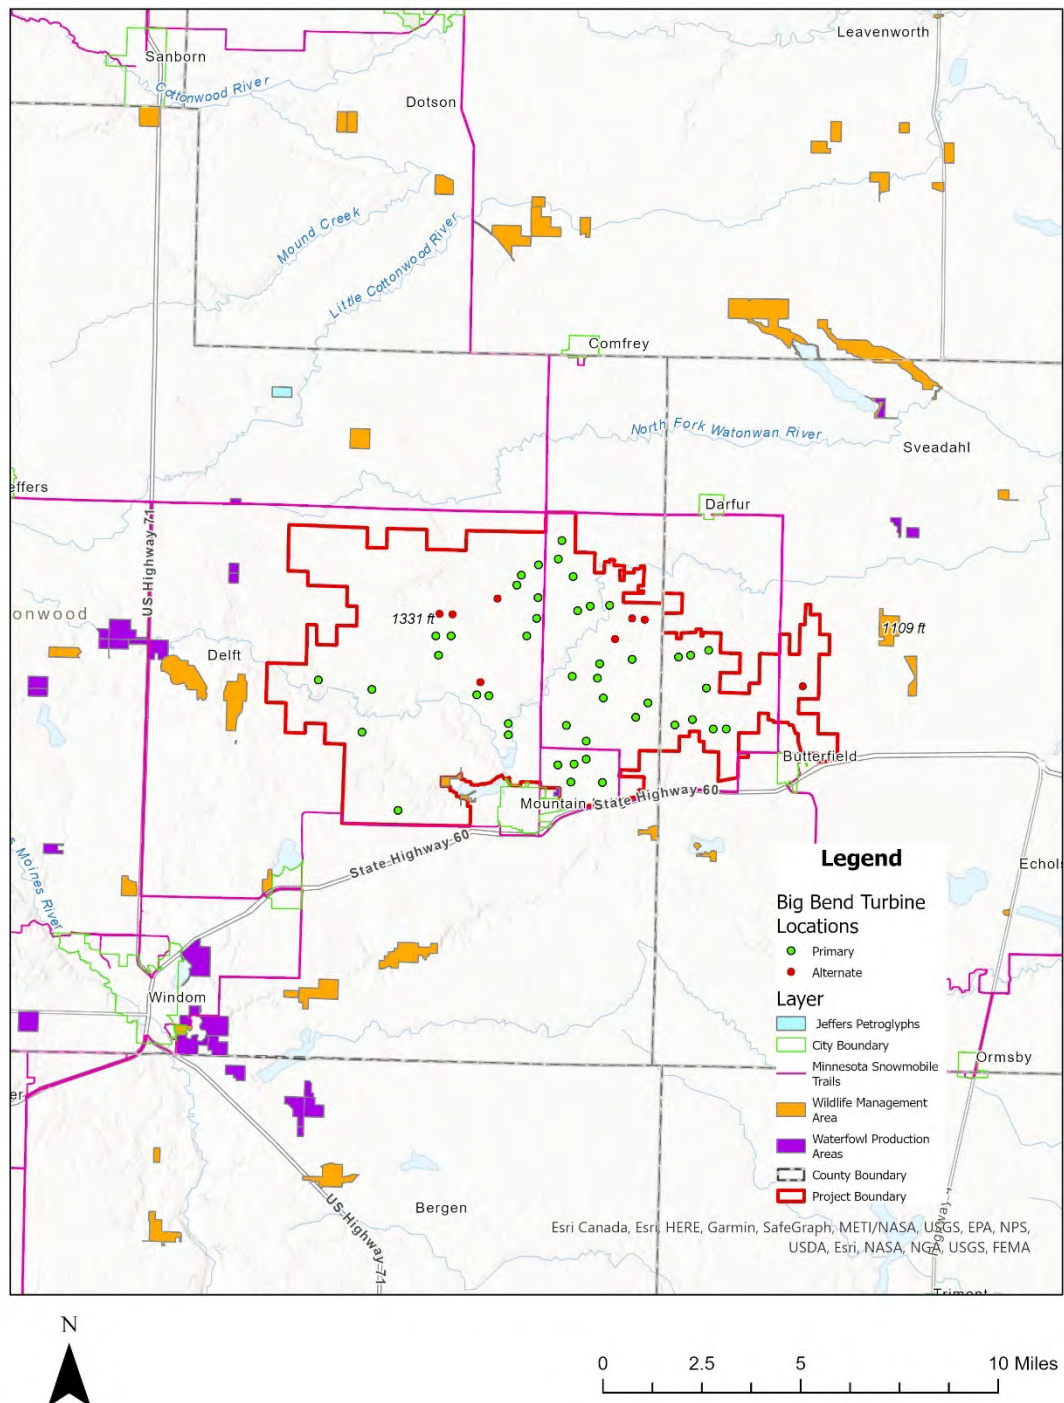 Leavenworth
Sanborn
Cottonwood River
Dotson
Mound Creek
Little Cottonwood River
Comfrey
North Fork Watonwan River
Sveadahl
effers
Darfur
US Highway 71
onwood
1331 ft
1109 ft
Delft
Butterfield
Mountain
State Highway 60
State Highway 60
s Moines River
Echols
Windom
Ormsby
er
Bergen
US Highway 71
Legend
Big Bend Turbine
Locations
Primary
Alternate
Layer
Jeffers Petroglyphs
City Boundary
Minnesota Snowmobile
Trails
Wildlife Management
Area
Waterfowl Production
Areas
County Boundary
Project Boundary
Esri Canada, Esri, HERE, Garmin, SafeGraph, METI/NASA, USGS, EPA, NPS,
USDA, Esri, NASA, NGA, USGS, FEMA
Trimont
N
0 2.5 5 10 Miles